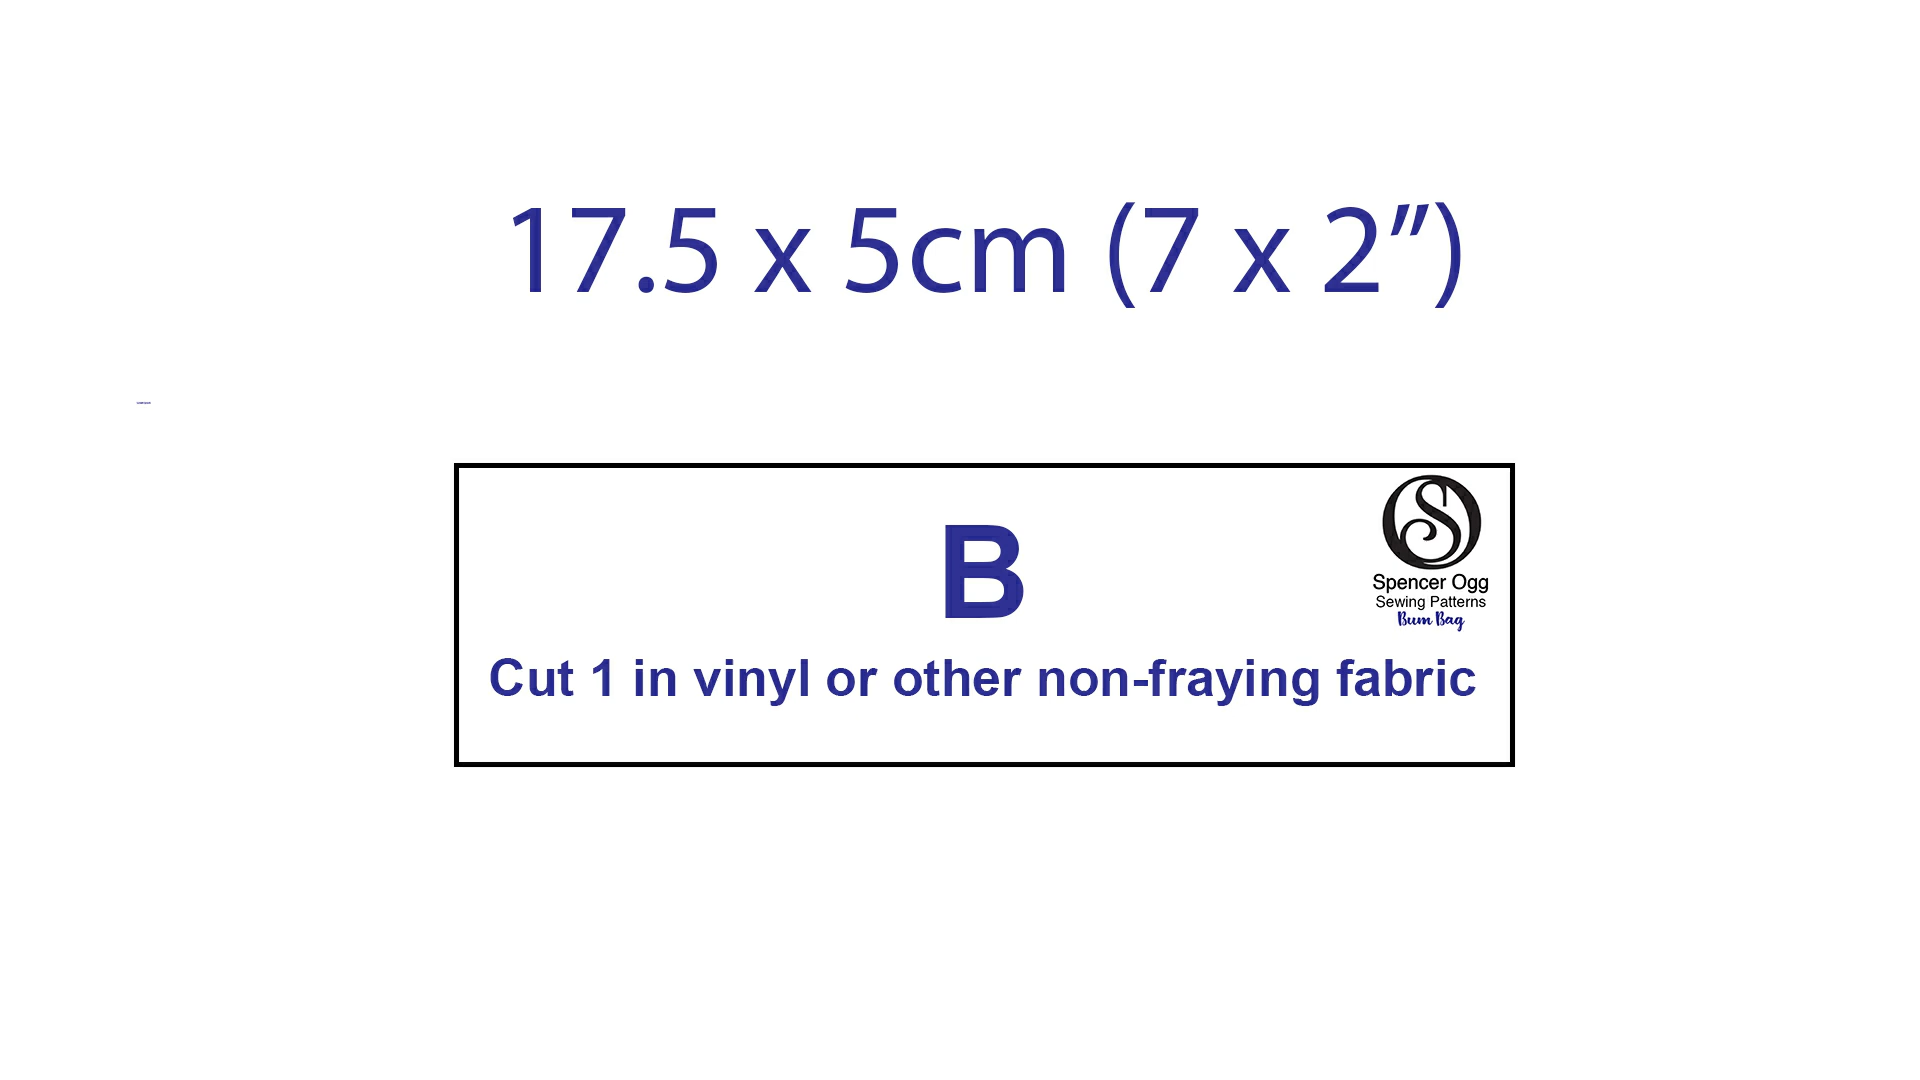 17.5 x 5cm (7 x 2”)
B
Spencer Ogg
Sewing Patterns
Bum Bag
Cut 1 in vinyl or other non-fraying fabric